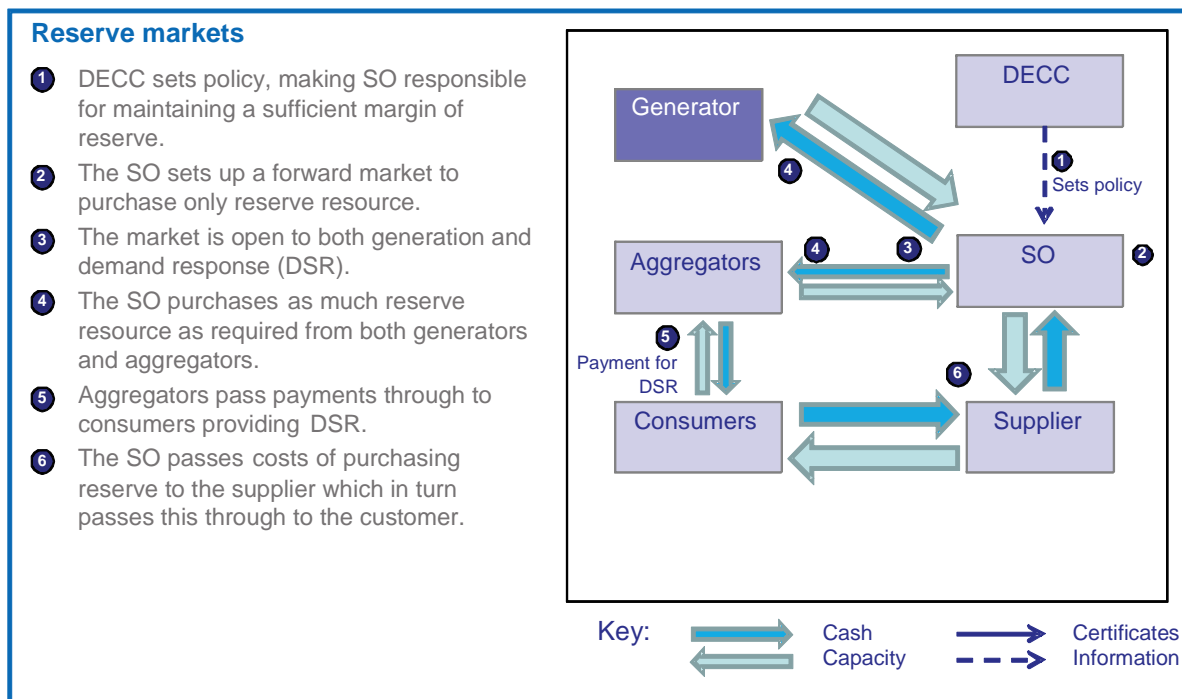 Reserve markets
1 DECC sets policy, making SO responsible
for maintaining a sufficient margin of
reserve.
2 The SO sets up a forward market to
purchase only reserve resource.
3 The market is open to both generation and
demand response (DSR).
4 The SO purchases as much reserve
resource as required from both generators
and aggregators.
5 Aggregators pass payments through to
consumers providing DSR.
6 The SO passes costs of purchasing
reserve to the supplier which in turn
passes this through to the customer.
Generator
DECC
4
1
Sets policy
Aggregators
4
3
SO
2
5
Payment for
DSR
6
Consumers
Supplier
Key:
Cash
Capacity
Certificates
Information